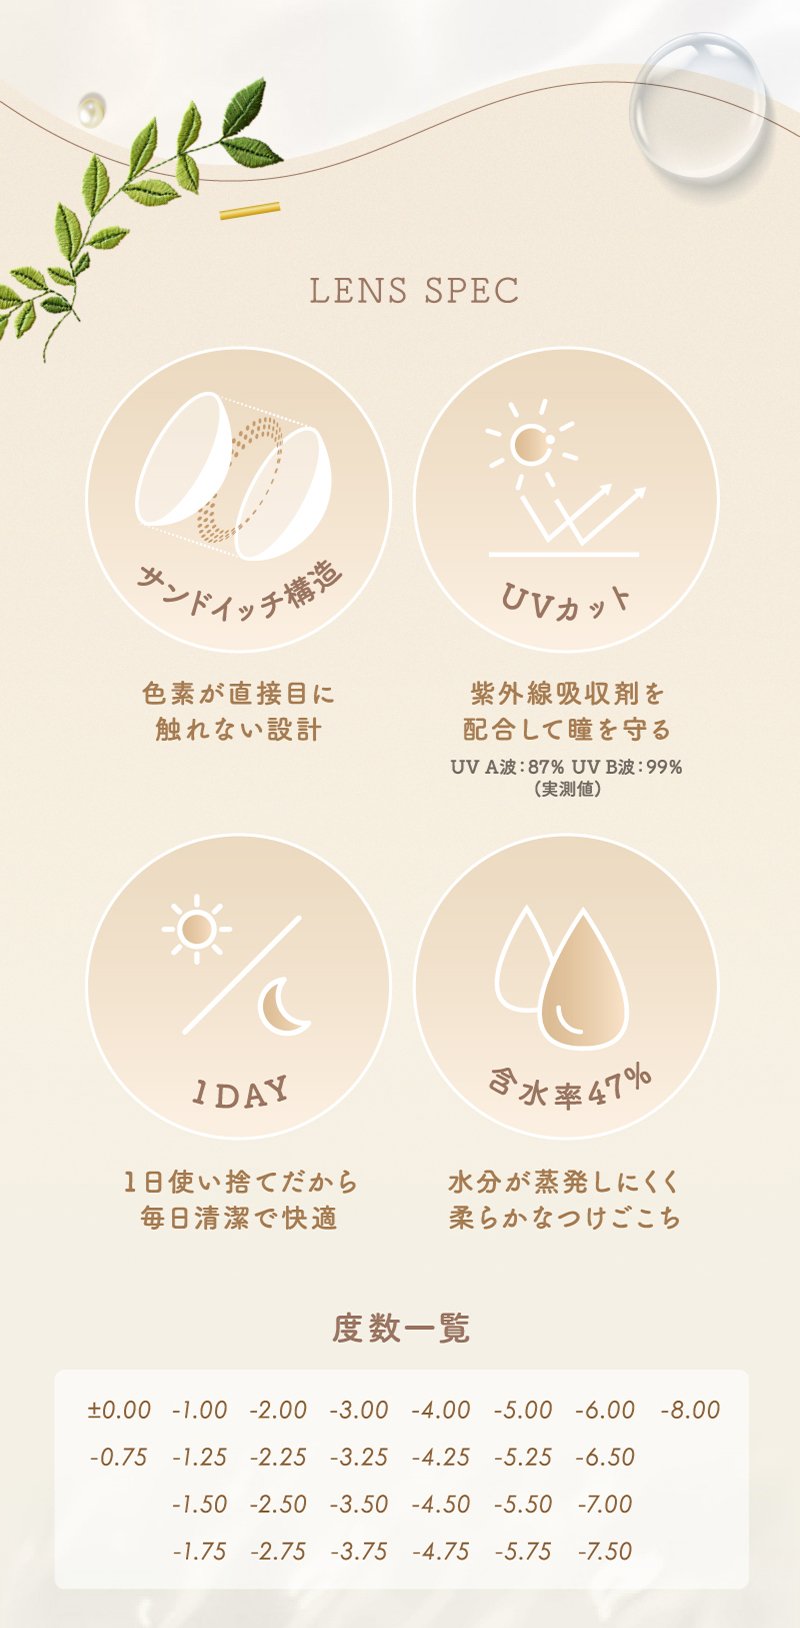 LENS SPEC
サンドイッチ構造
UVカット
色素が直接目に
触れない設計
紫外線吸収剤を
配合して瞳を守る
UV A波：87% UV B波：99%
（実測値）
1DAY
含水率47%
1日使い捨てだから
毎日清潔で快適
水分が蒸発しにくく
柔らかなつけごこち
度数一覧
±0.00 -1.00 -2.00 -3.00 -4.00 -5.00 -6.00 -8.00
-0.75 -1.25 -2.25 -3.25 -4.25 -5.25 -6.50
-1.50 -2.50 -3.50 -4.50 -5.50 -7.00
-1.75 -2.75 -3.75 -4.75 -5.75 -7.50